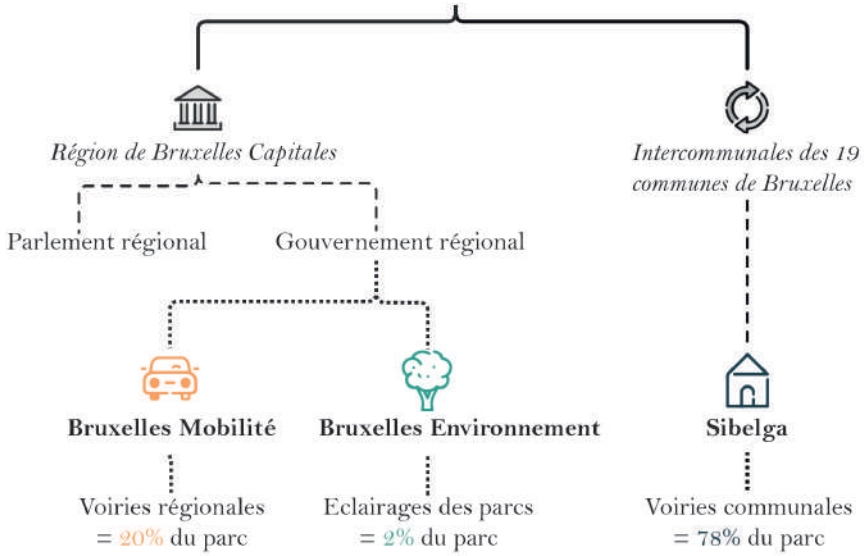 Région de Bruxelles Capitales
Intercommunales des 19
communes de Bruxelles
Parlement régional
Gouvernement régional
Bruxelles Mobilité
Bruxelles Environnement
Sibelga
Voiries régionales
= 20% du parc
Eclairages des parcs
= 2% du parc
Voiries communales
= 78% du parc